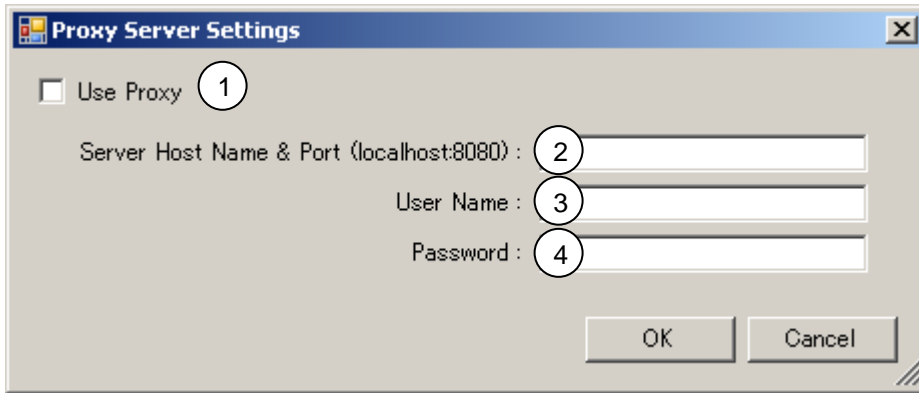 Proxy Server Settings
Use Proxy 1
Server Host Name & Port (localhost:8080) : 2
User Name : 3
Password : 4
OK Cancel